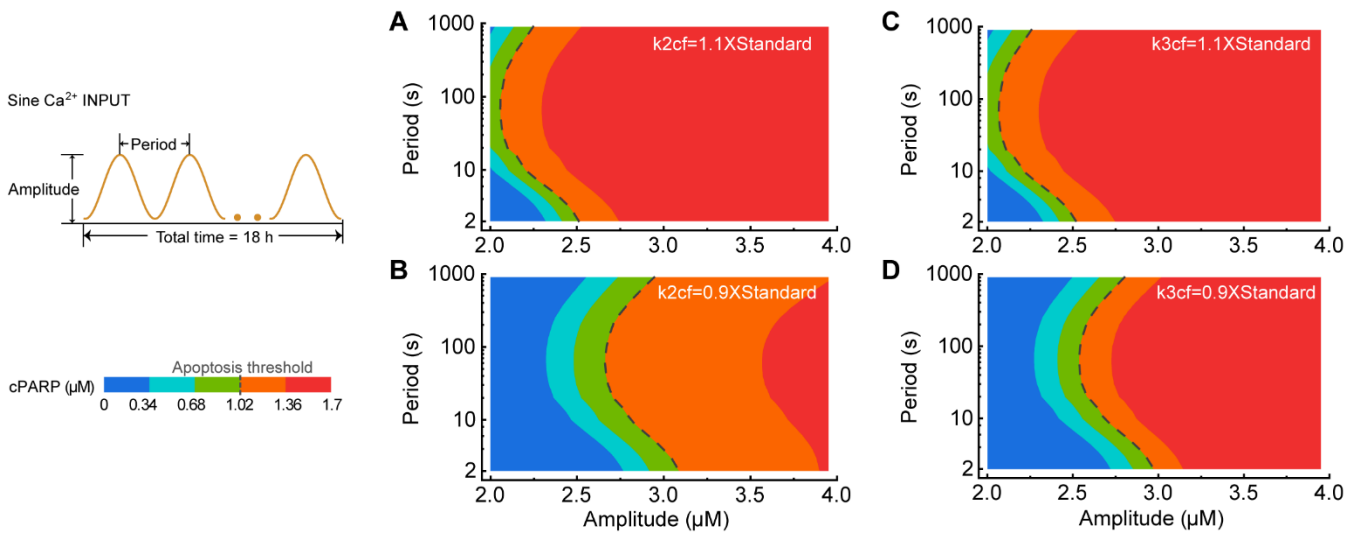 Sine Ca²⁺ INPUT
Period
Amplitude
Total time = 18 h
Apoptosis threshold
cPARP (μM)
0 0.34 0.68 1.02 1.36 1.7
A
k2cf=1.1XStandard
Period (s)
1000
100
10
2
2.0 2.5 3.0 3.5 4.0
B
k2cf=0.9XStandard
Period (s)
1000
100
10
2
2.0 2.5 3.0 3.5 4.0
Amplitude (μM)
C
k3cf=1.1XStandard
Period (s)
1000
100
10
2
2.0 2.5 3.0 3.5 4.0
D
k3cf=0.9XStandard
Period (s)
1000
100
10
2
2.0 2.5 3.0 3.5 4.0
Amplitude (μM)